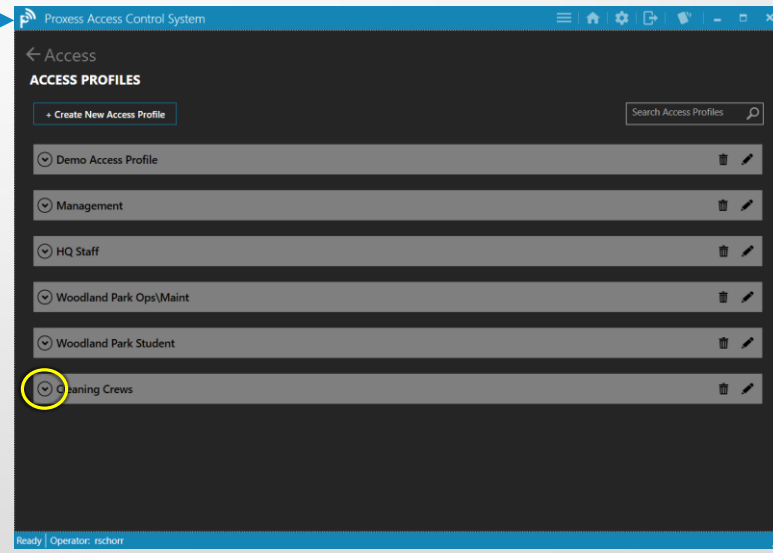 Proxess Access Control System
Access
ACCESS PROFILES
+ Create New Access Profile
Search Access Profiles
Demo Access Profile
Management
HQ Staff
Woodland Park Ops\Maint
Woodland Park Student
Cleaning Crews
Ready | Operator: rschorr